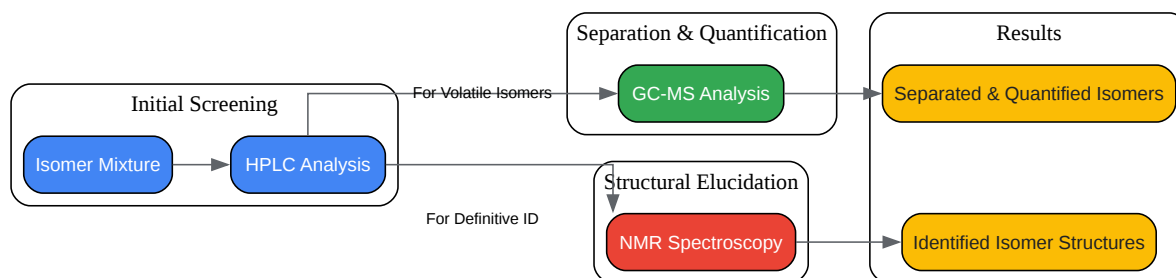 Separation & Quantification
Results
GC-MS Analysis
Separated & Quantified Isomers
For Volatile Isomers
Initial Screening
Isomer Mixture
HPLC Analysis
Structural Elucidation
For Definitive ID
NMR Spectroscopy
Identified Isomer Structures